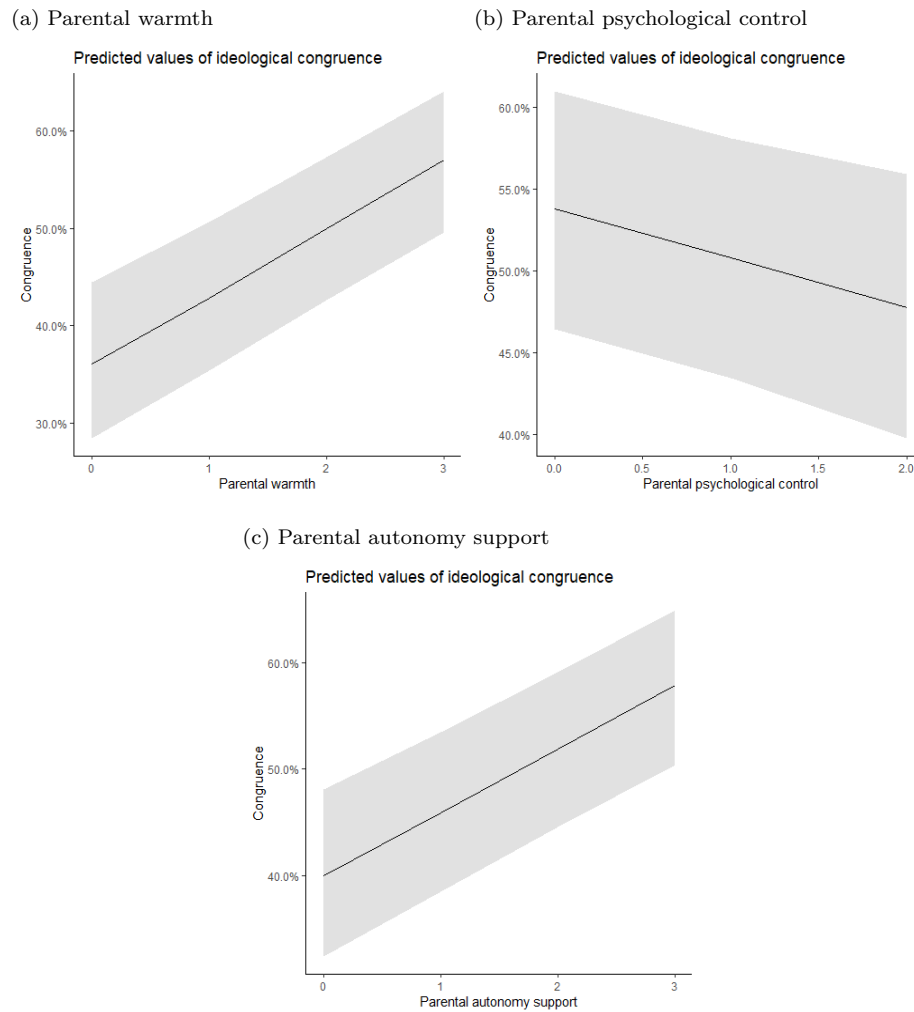 (a) Parental warmth
Predicted values of ideological congruence
Congruence
60.0%
50.0%
40.0%
30.0%
0 1 2 3
Parental warmth
(b) Parental psychological control
Predicted values of ideological congruence
Congruence
60.0%
55.0%
50.0%
45.0%
40.0%
0.0 0.5 1.0 1.5 2.0
Parental psychological control
(c) Parental autonomy support
Predicted values of ideological congruence
Congruence
60.0%
50.0%
40.0%
0 1 2 3
Parental autonomy support